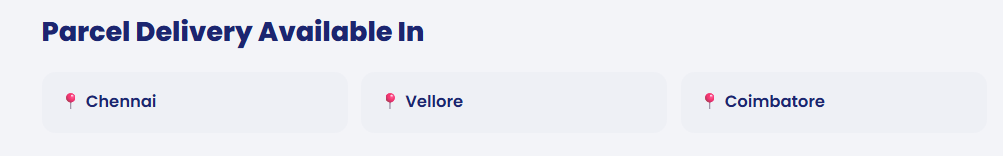 Parcel Delivery Available In
Chennai
Vellore
Coimbatore